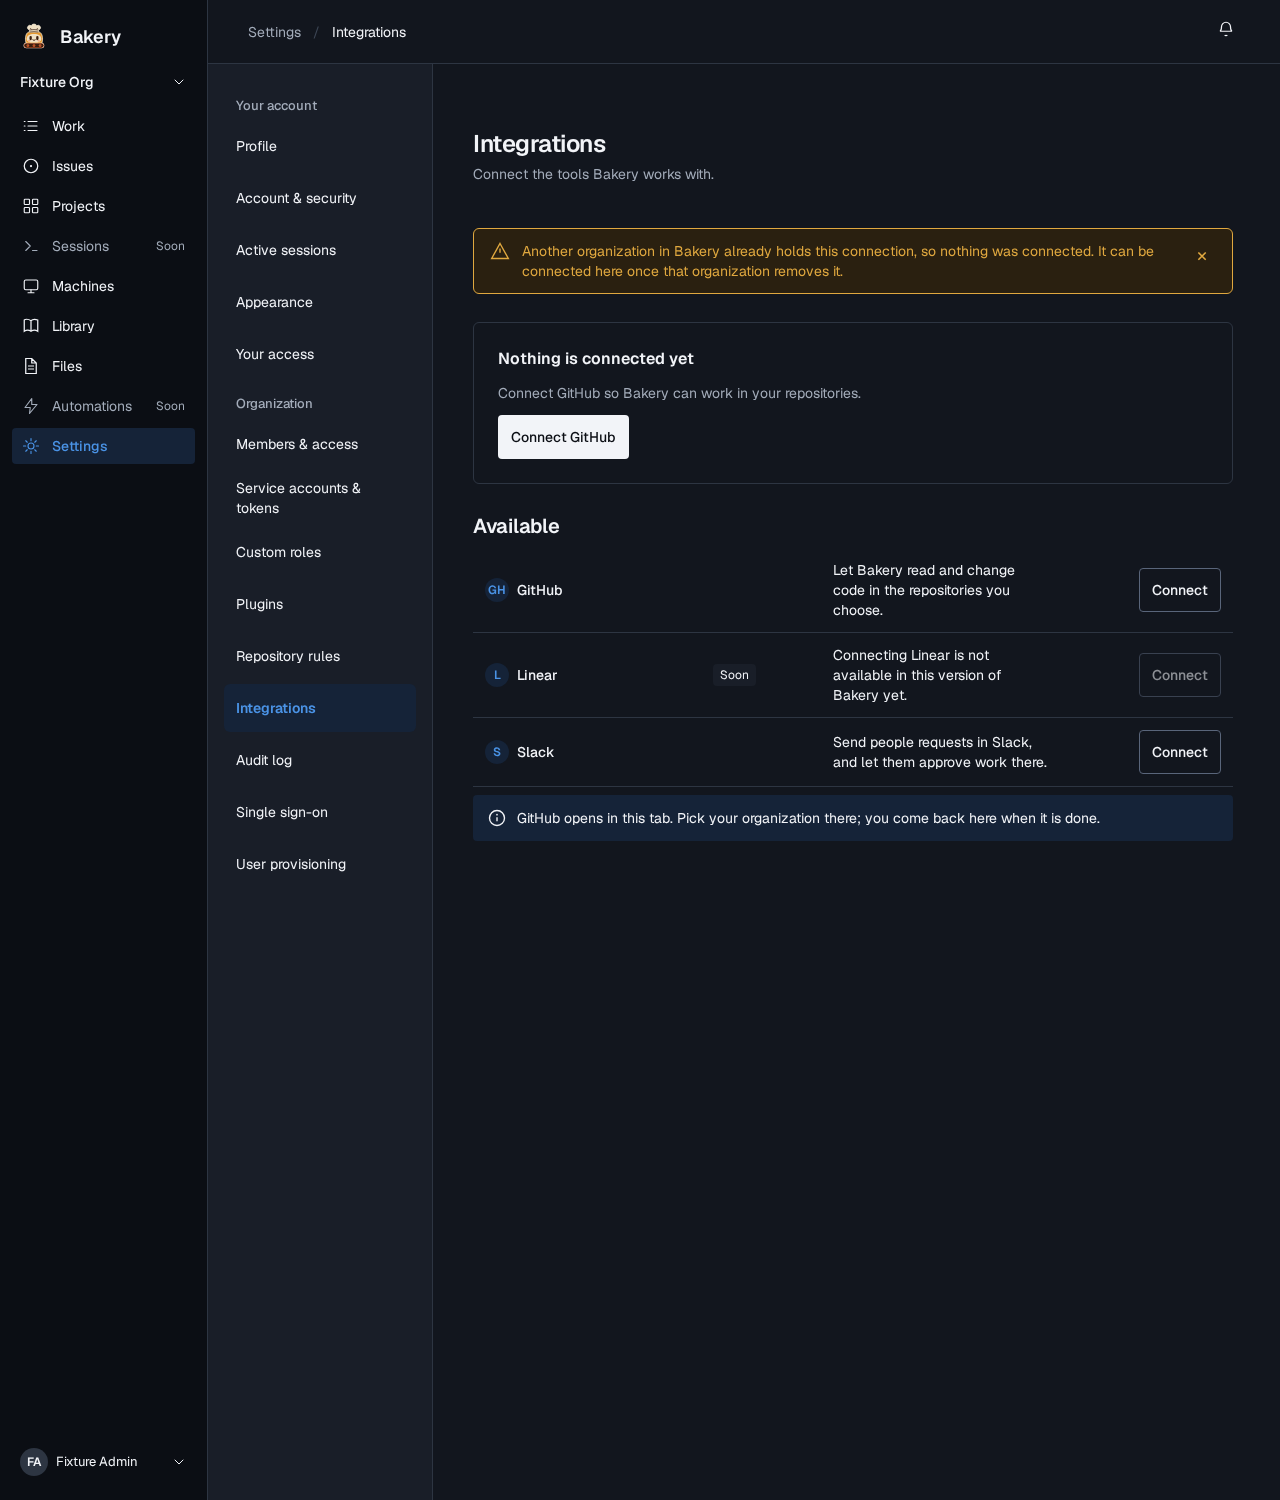 Bakery
Fixture Org
Work
Issues
Projects
Sessions Soon
Machines
Library
Files
Automations Soon
Settings
FA Fixture Admin
Settings / Integrations
Your account
Profile
Account & security
Active sessions
Appearance
Your access
Organization
Members & access
Service accounts &
tokens
Custom roles
Plugins
Repository rules
Integrations
Audit log
Single sign-on
User provisioning
Integrations
Connect the tools Bakery works with.
Another organization in Bakery already holds this connection, so nothing was connected. It can be
connected here once that organization removes it.
Nothing is connected yet
Connect GitHub so Bakery can work in your repositories.
Connect GitHub
Available
GH GitHub
Let Bakery read and change
code in the repositories you
choose.
Connect
L Linear
Soon
Connecting Linear is not
available in this version of
Bakery yet.
Connect
S Slack
Send people requests in Slack,
and let them approve work there.
Connect
GitHub opens in this tab. Pick your organization there; you come back here when it is done.